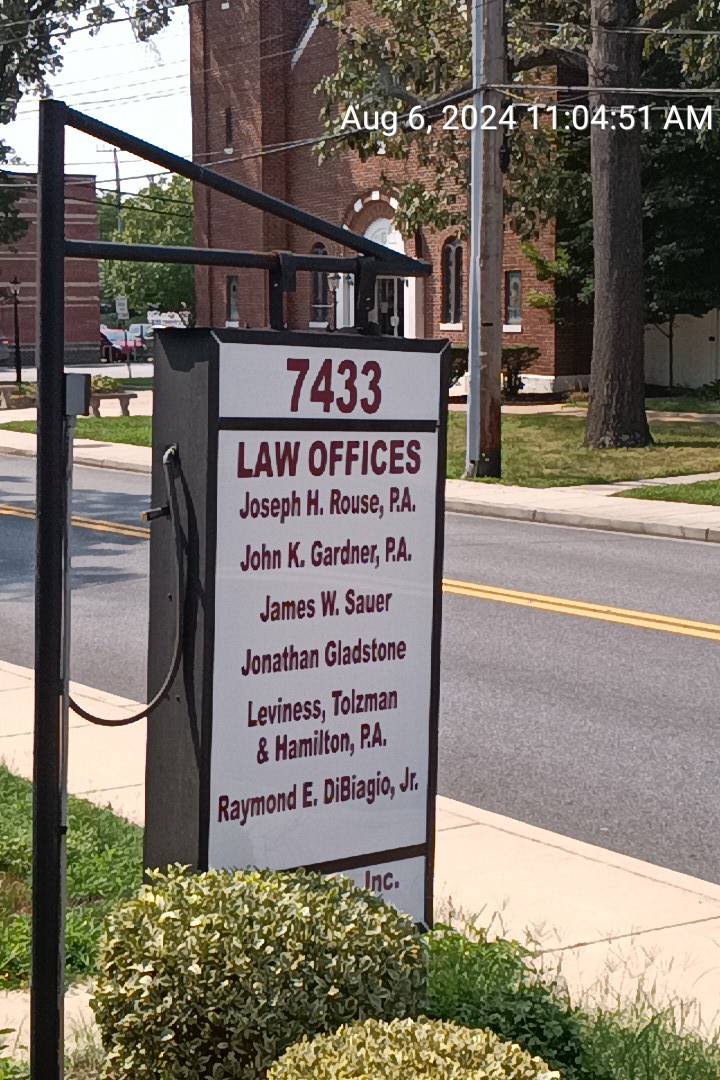 Aug 6, 2024 11:04:51 AM
7433
LAW OFFICES
Joseph H. Rouse, P.A.
John K. Gardner, P.A.
James W. Sauer
Jonathan Gladstone
Leviness, Tolzman
& Hamilton, P.A.
Raymond E. DiBiagio, Jr.
Inc.